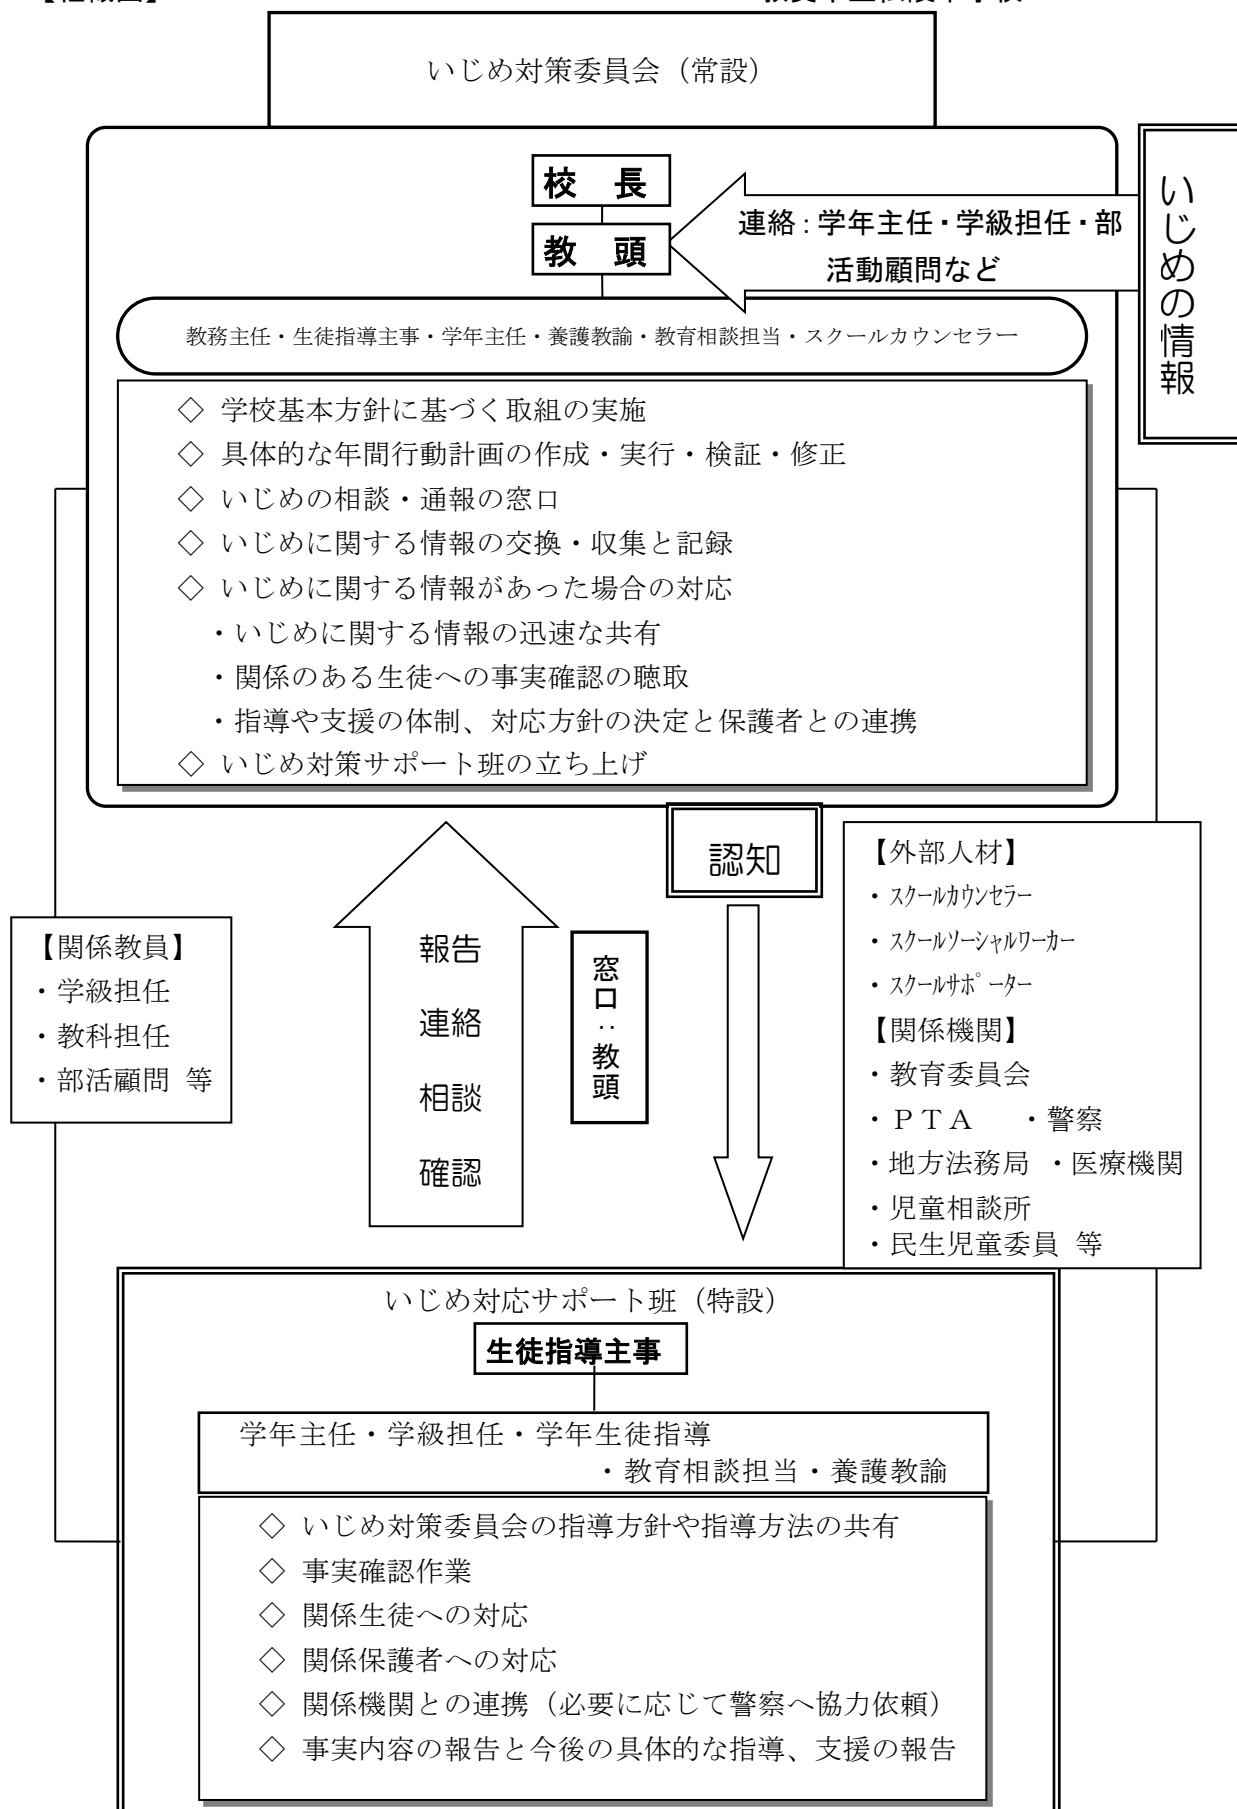 いじめ対策委員会（常設）
校　長
教　頭
連絡：学年主任・学級担任・部
活動顧問など
いじめの情報
教務主任・生徒指導主事・学年主任・養護教諭・教育相談担当・スクールカウンセラー
◇ 学校基本方針に基づく取組の実施
◇ 具体的な年間行動計画の作成・実行・検証・修正
◇ いじめの相談・通報の窓口
◇ いじめに関する情報の交換・収集と記録
◇ いじめに関する情報があった場合の対応
・いじめに関する情報の迅速な共有
・関係のある生徒への事実確認の聴取
・指導や支援の体制、対応方針の決定と保護者との連携
◇ いじめ対策サポート班の立ち上げ
認知
【関係教員】
・学級担任
・教科担任
・部活顧問 等
報告
連絡
相談
確認
窓口：教頭
【外部人材】
・ｽｸｰﾙｶｳﾝｾﾗｰ
・ｽｸｰﾙｿｰｼｬﾙﾜｰｶｰ
・ｽｸｰﾙｻﾎﾟｰﾀｰ
【関係機関】
・教育委員会
・ＰＴＡ　・警察
・地方法務局 ・医療機関
・児童相談所
・民生児童委員 等
いじめ対応サポート班（特設）
生徒指導主事
学年主任・学級担任・学年生徒指導
・教育相談担当・養護教諭
◇ いじめ対策委員会の指導方針や指導方法の共有
◇ 事実確認作業
◇ 関係生徒への対応
◇ 関係保護者への対応
◇ 関係機関との連携（必要に応じて警察へ協力依頼）
◇ 事実内容の報告と今後の具体的な指導、支援の報告